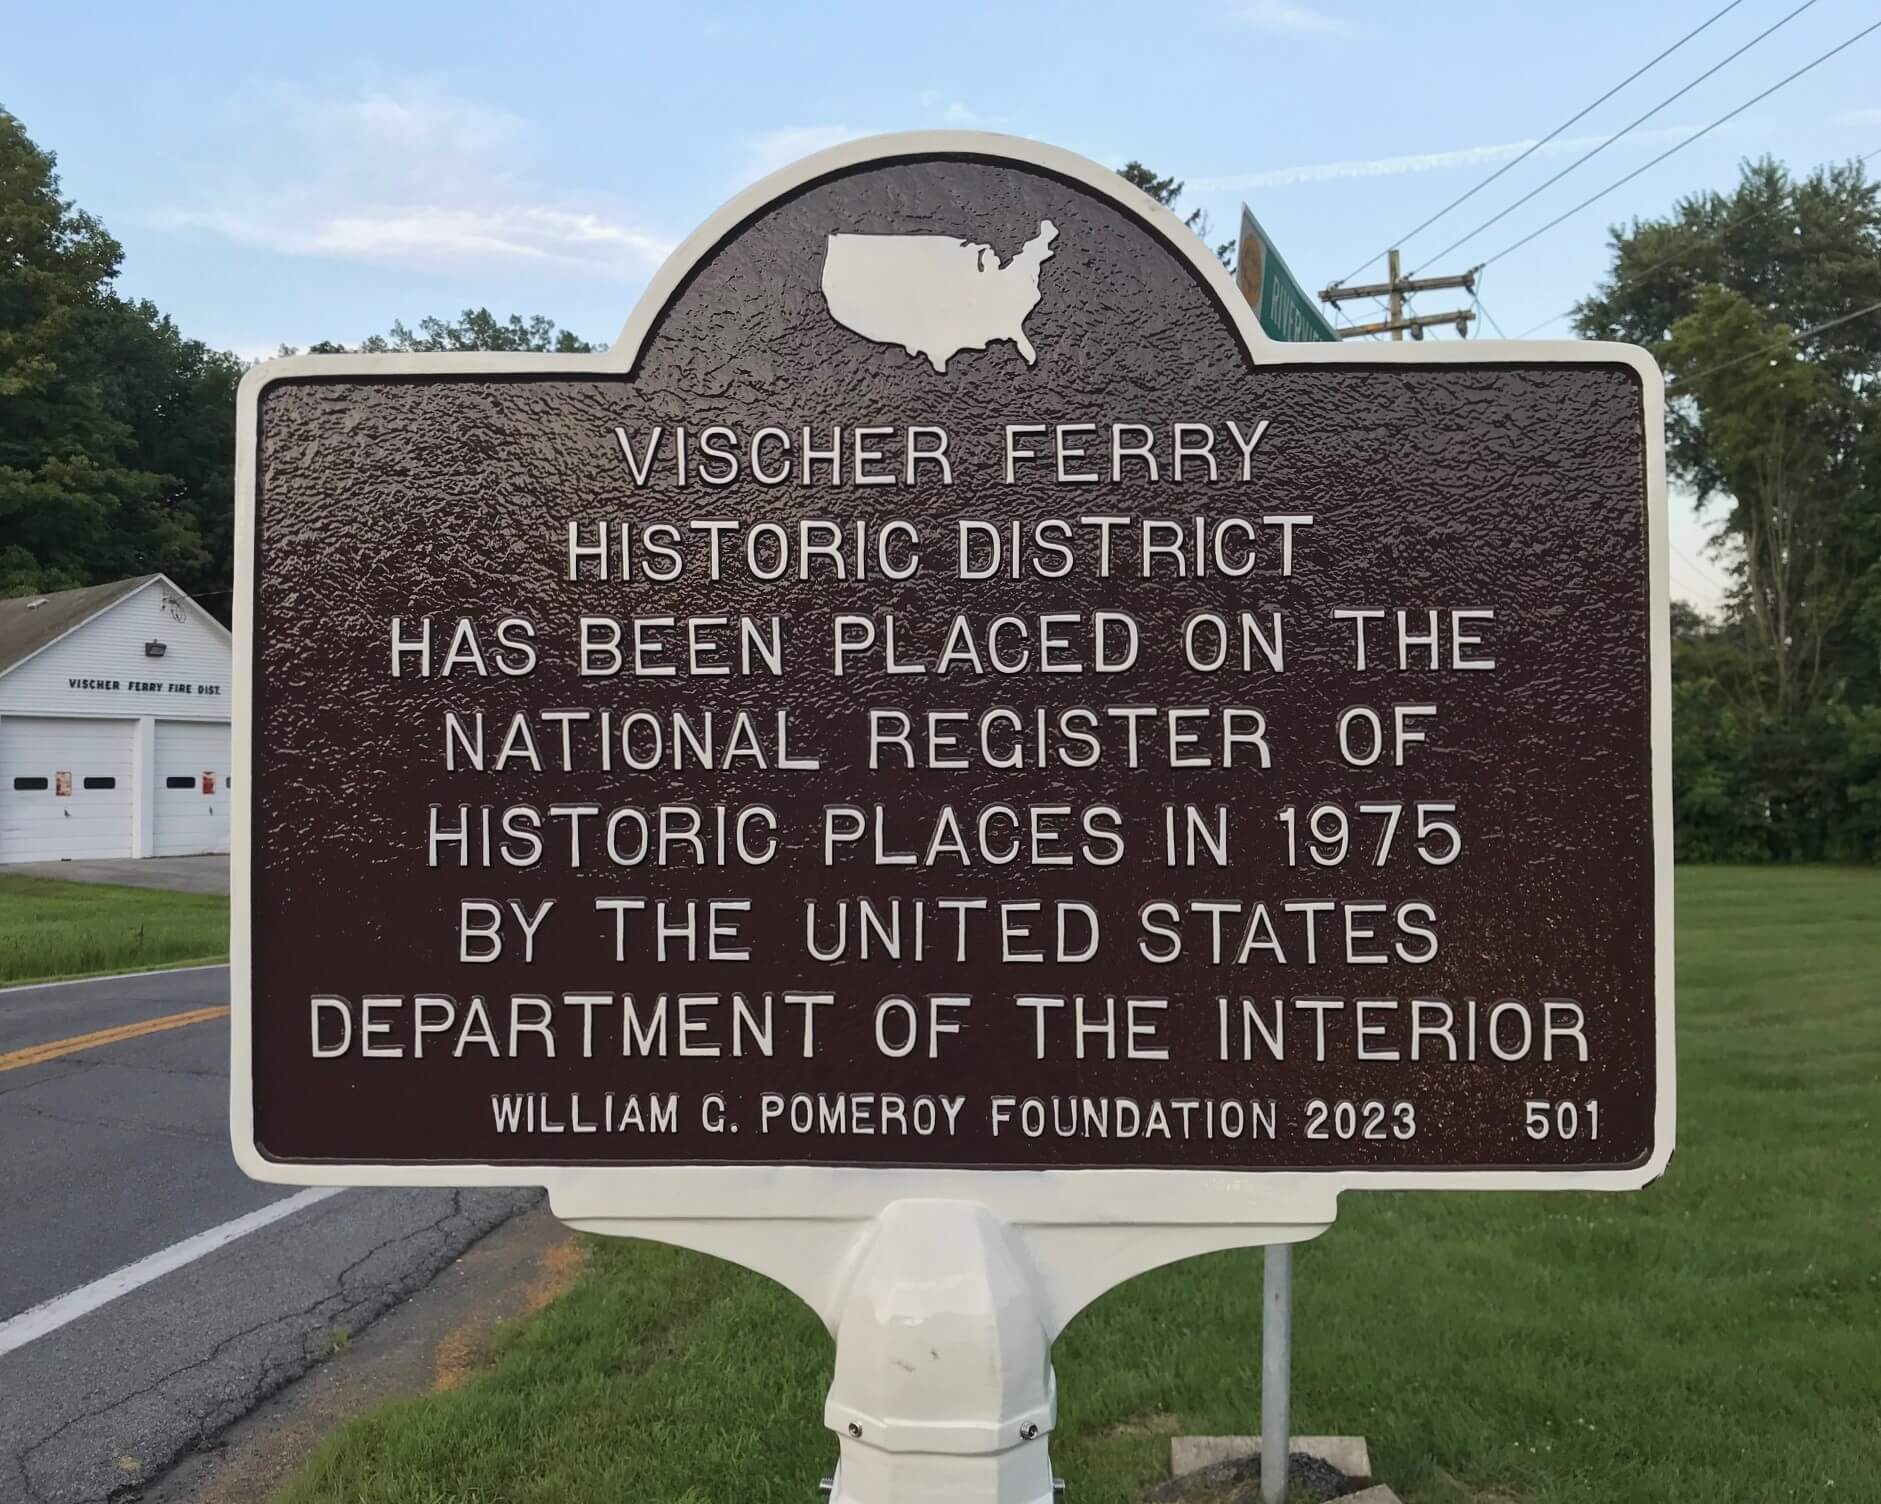 VISCHER FERRY
HISTORIC DISTRICT
HAS BEEN PLACED ON THE
NATIONAL REGISTER OF
HISTORIC PLACES IN 1975
BY THE UNITED STATES
DEPARTMENT OF THE INTERIOR
WILLIAM G. POMEROY FOUNDATION 2023 501
VISCHER FERRY FIRE DIST.